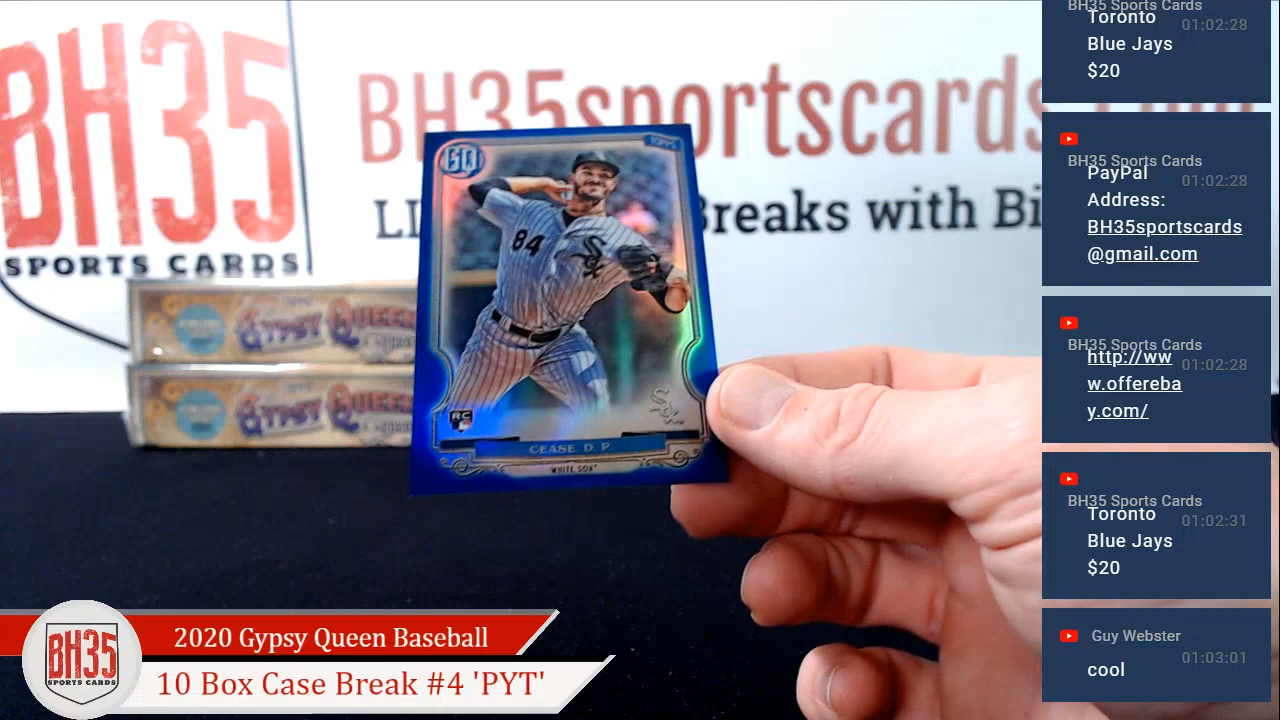 BH35
SPORTS CARDS
BH35sportscards.com
Breaks with Bi
GYPSY QUEEN
GYPSY QUEEN
GQ
TOPPS
84
Sox
RC
Sox
CEASE, D. P.
WHITE SOX
2020 Gypsy Queen Baseball
10 Box Case Break #4 'PYT'
BH35
SPORTS CARDS
BH35 Sports Cards
01:02:28
Toronto
Blue Jays
$20
BH35 Sports Cards
01:02:28
PayPal
Address:
BH35sportscards
@gmail.com
BH35 Sports Cards
01:02:28
http://ww
w.offereba
y.com/
BH35 Sports Cards
01:02:31
Toronto
Blue Jays
$20
Guy Webster
01:03:01
cool